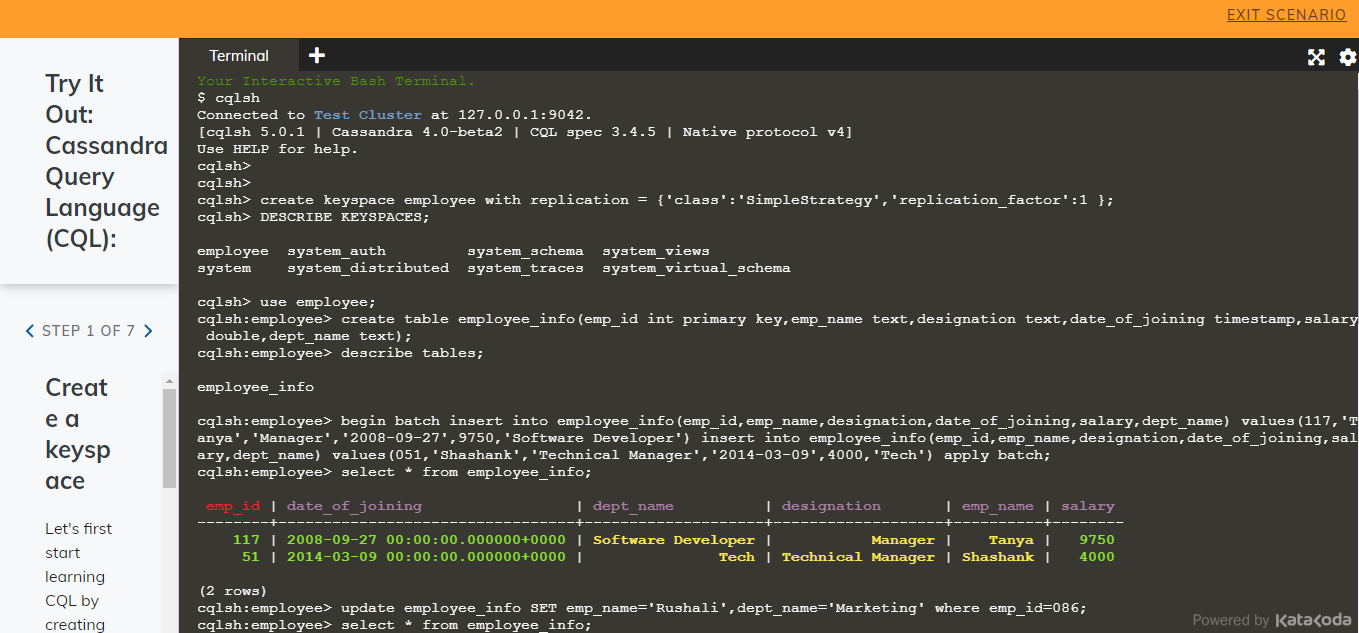 EXIT SCENARIO
Try It
Out:
Cassandra
Query
Language
(CQL):
STEP 1 OF 7
Creat
e a
keysp
ace
Let's first
start
learning
CQL by
creating
Terminal
Your Interactive Bash Terminal.
$ cqlsh
Connected to Test Cluster at 127.0.0.1:9042.
[cqlsh 5.0.1 | Cassandra 4.0-beta2 | CQL spec 3.4.5 | Native protocol v4]
Use HELP for help.
cqlsh>
cqlsh>
cqlsh> create keyspace employee with replication = {'class':'SimpleStrategy','replication_factor':1 };
cqlsh> DESCRIBE KEYSPACES;
employee  system_auth         system_schema  system_views
system    system_distributed  system_traces  system_virtual_schema
cqlsh> use employee;
cqlsh:employee> create table employee_info(emp_id int primary key,emp_name text,designation text,date_of_joining timestamp,salary
double,dept_name text);
cqlsh:employee> describe tables;
employee_info
cqlsh:employee> begin batch insert into employee_info(emp_id,emp_name,designation,date_of_joining,salary,dept_name) values(117,'T
anya','Manager','2008-09-27',9750,'Software Developer') insert into employee_info(emp_id,emp_name,designation,date_of_joining,sal
ary,dept_name) values(051,'Shashank','Technical Manager','2014-03-09',4000,'Tech') apply batch;
cqlsh:employee> select * from employee_info;
emp_id | date_of_joining                 | dept_name          | designation       | emp_name | salary
--------+---------------------------------+--------------------+-------------------+----------+--------
117 | 2008-09-27 00:00:00.000000+0000 | Software Developer |           Manager |    Tanya |   9750
51 | 2014-03-09 00:00:00.000000+0000 |               Tech | Technical Manager | Shashank |   4000
(2 rows)
cqlsh:employee> update employee_info SET emp_name='Rushali',dept_name='Marketing' where emp_id=086;
cqlsh:employee> select * from employee_info;
Powered by Katakoda